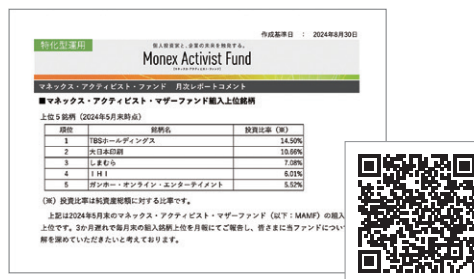 作成基準日 : 2024年8月30日
特化型運用
個人投資家と、企業の未来を独創する。
Monex Activist Fund
マネックス・アクティビスト・ファンド 月次レポートコメント
■マネックス・アクティビスト・マザーファンド組入上位銘柄
上位5銘柄（2024年5月末時点）
順位 銘柄名 投資比率（※）
1 TBSホールディングス 14.50%
2 大日本印刷 10.66%
3 しまむら 7.08%
4 ＩＨＩ 6.01%
5 ガンホー・オンライン・エンターテイメント 5.52%
（※）投資比率は純資産総額に対する比率です。
上記は2024年5月末のマネックス・アクティビスト・マザーファンド（以下：MAMF）の組入
上位です。3か月遅れで毎月末の組入銘柄上位を月報にてご報告し、皆さまに当ファンドについ
解を深めていただきたいと考えております。